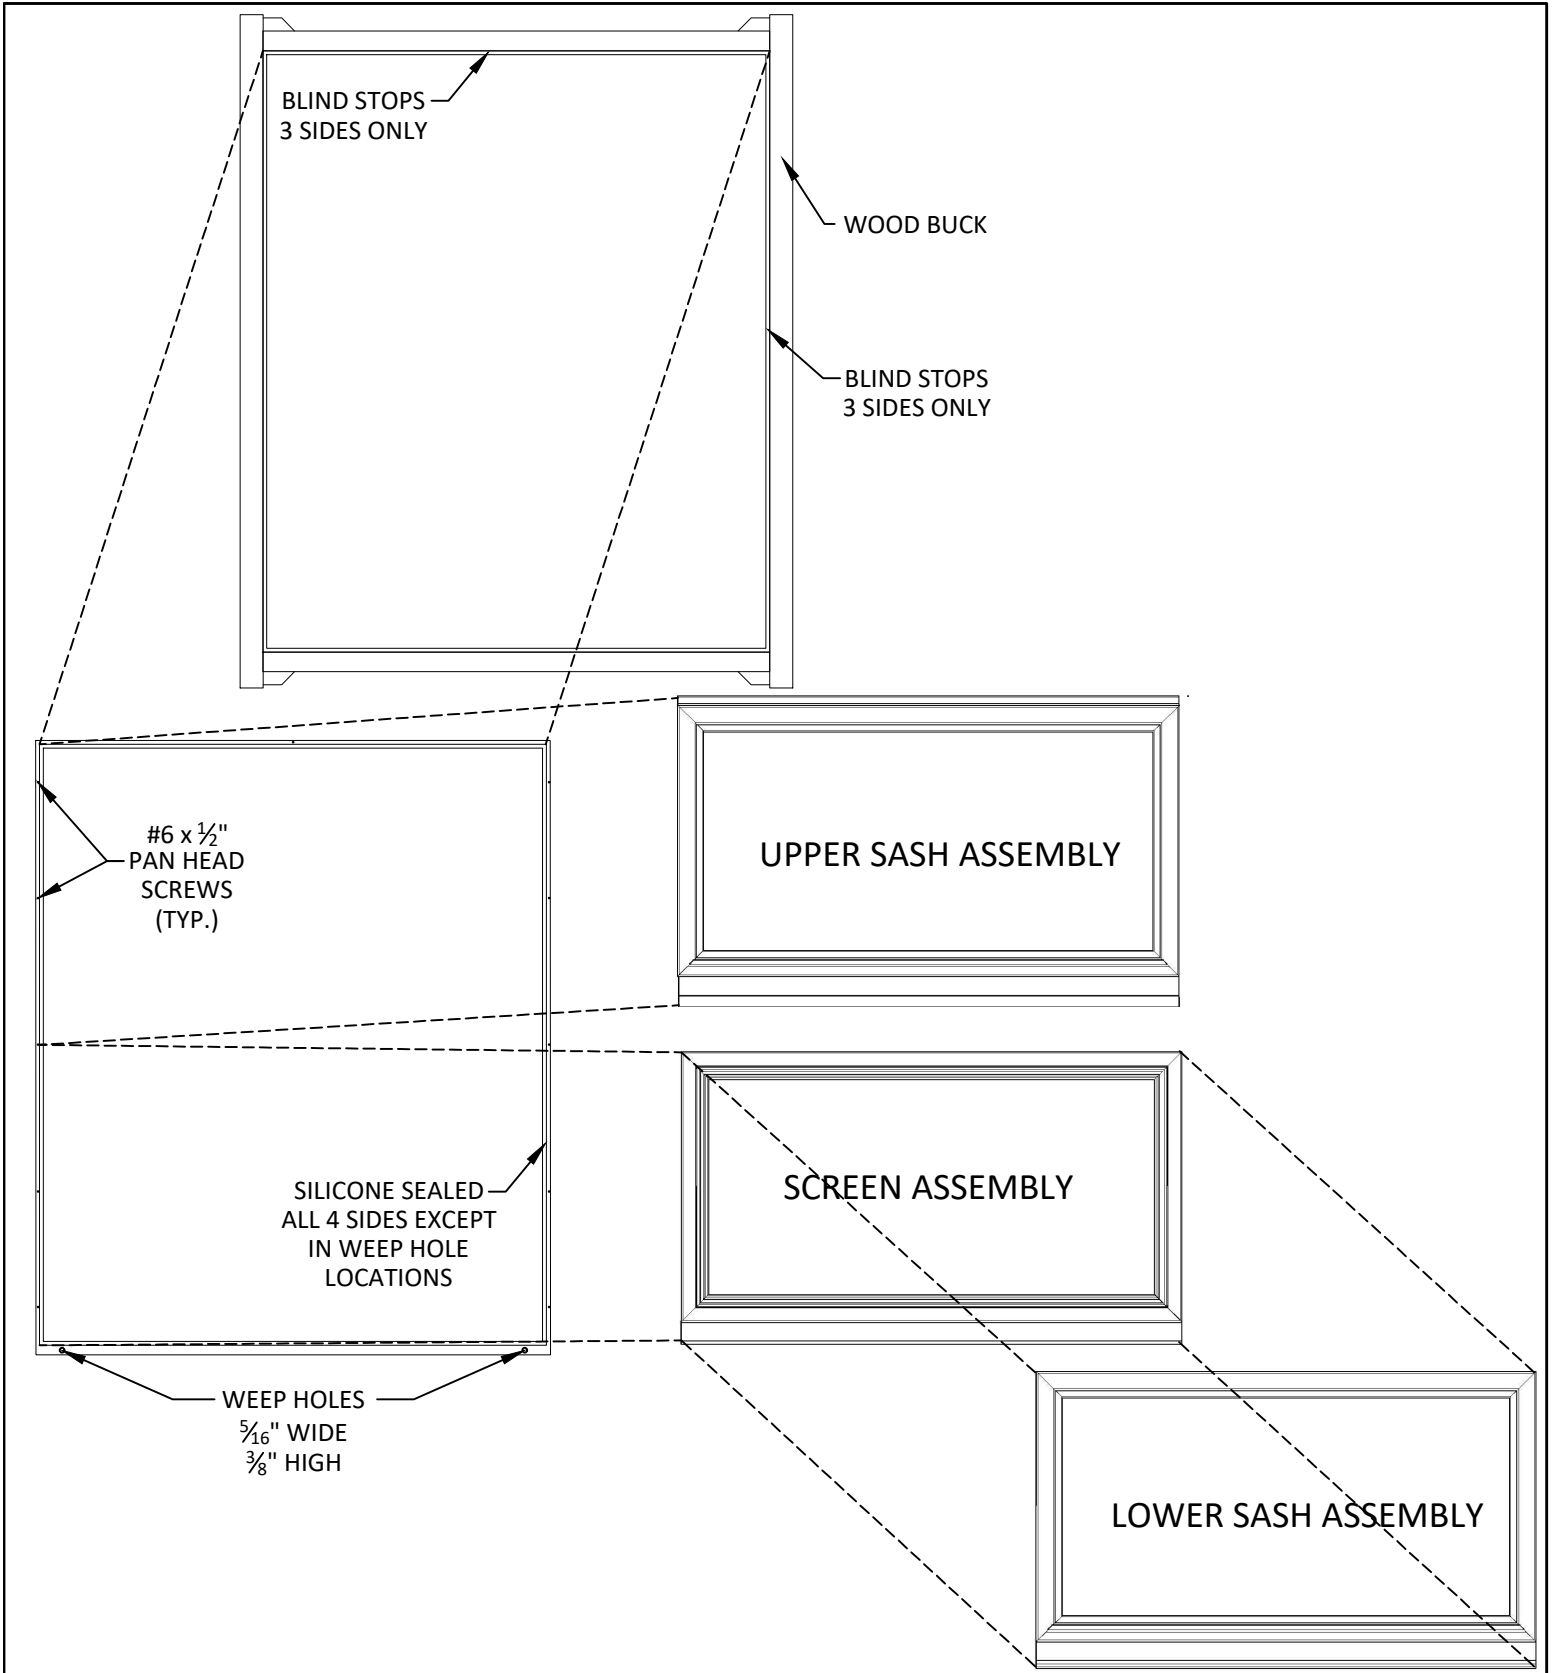 BLIND STOPS
3 SIDES ONLY
WOOD BUCK
BLIND STOPS
3 SIDES ONLY
#6 x ½"
PAN HEAD
SCREWS
(TYP.)
UPPER SASH ASSEMBLY
SILICONE SEALED
ALL 4 SIDES EXCEPT
IN WEEP HOLE
LOCATIONS
SCREEN ASSEMBLY
WEEP HOLES
5⁄16" WIDE
⅜" HIGH
LOWER SASH ASSEMBLY